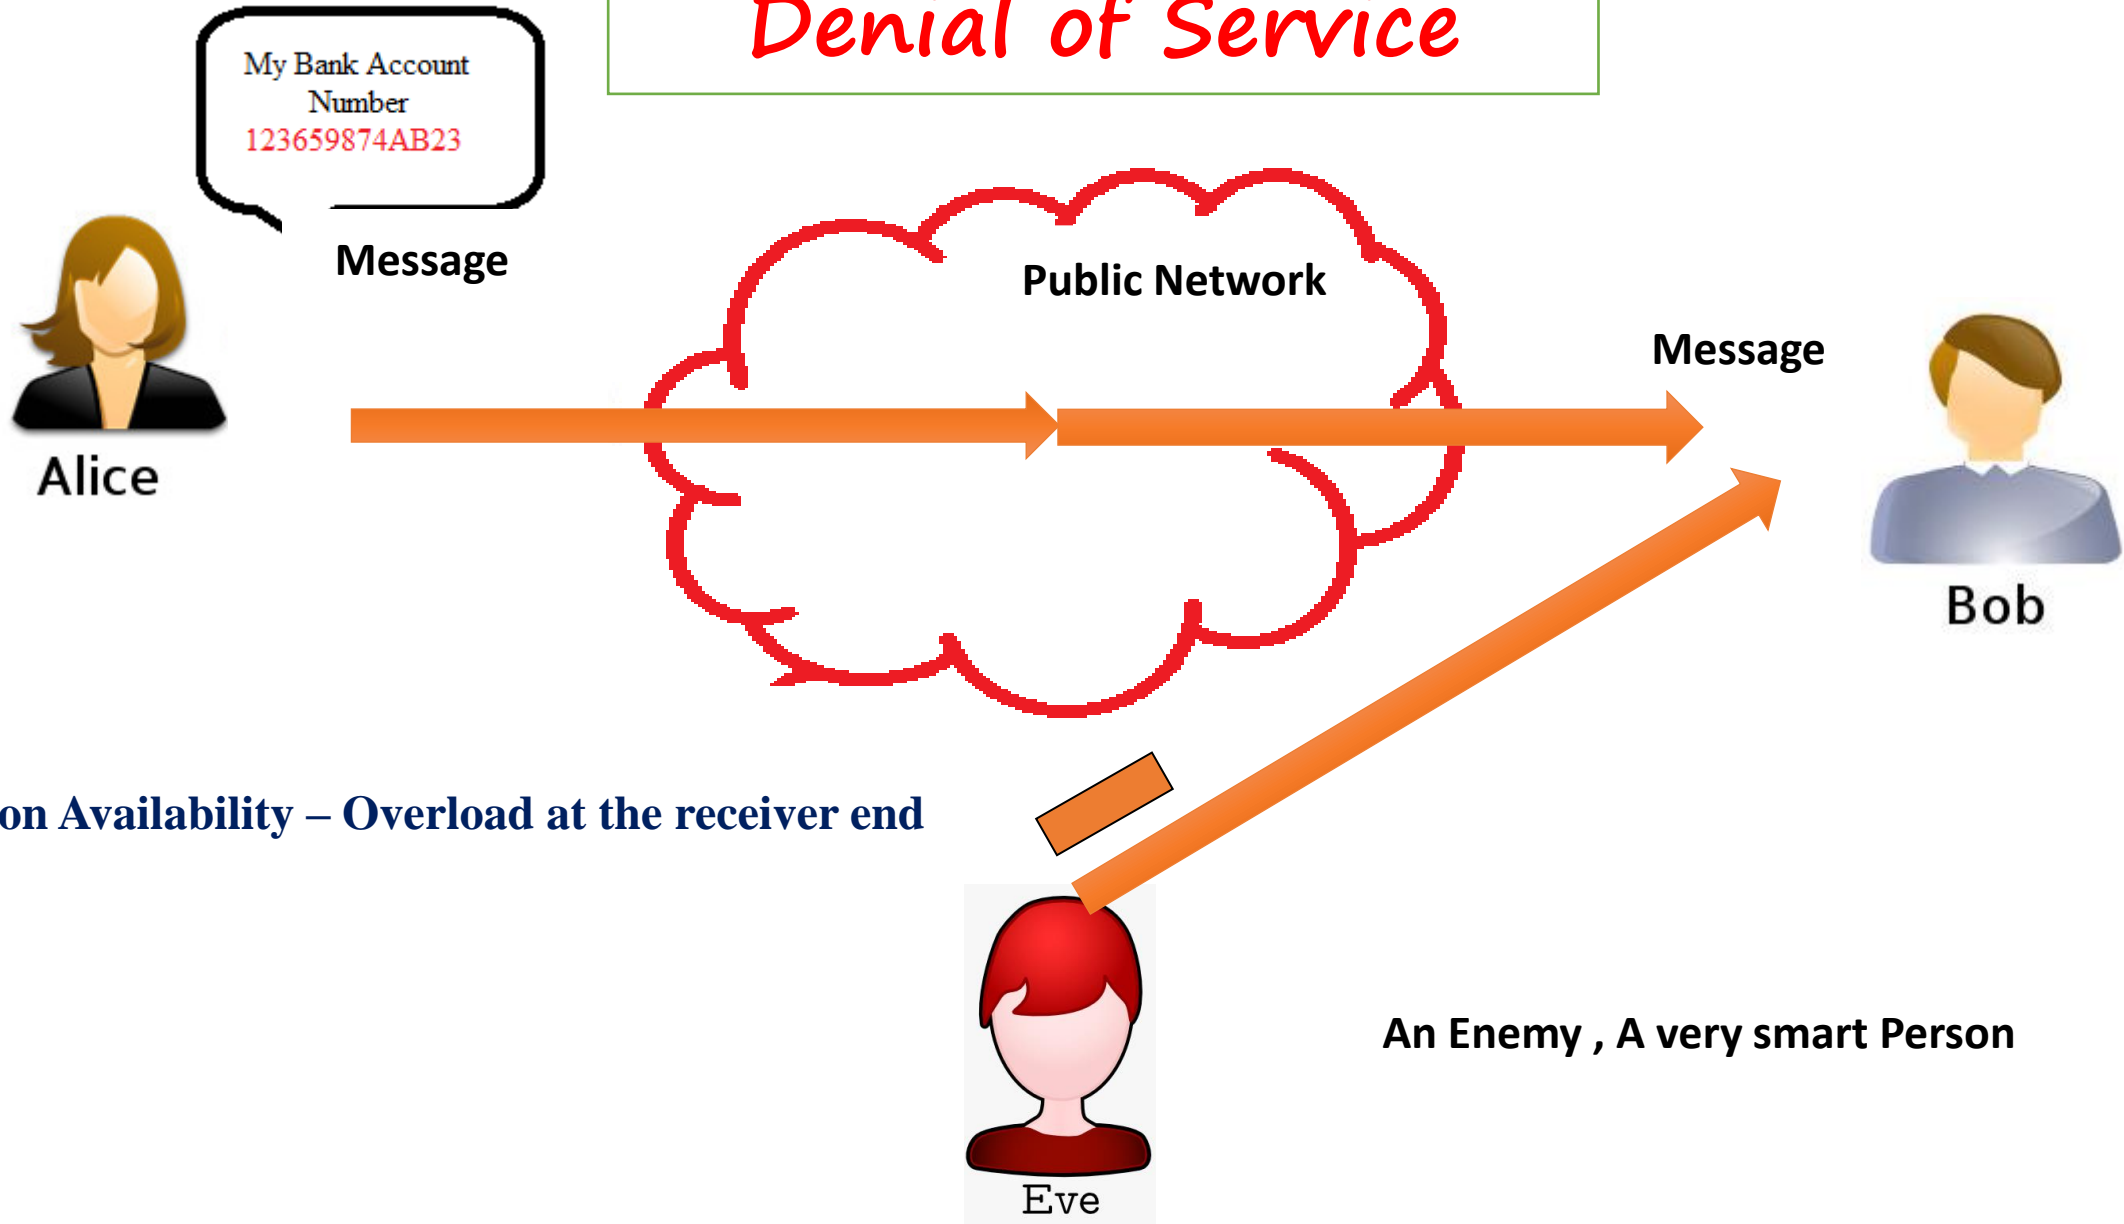 Denial of Service
My Bank Account
Number
123659874AB23
Message
Public Network
Message
Alice
Bob
on Availability – Overload at the receiver end
An Enemy , A very smart Person
Eve